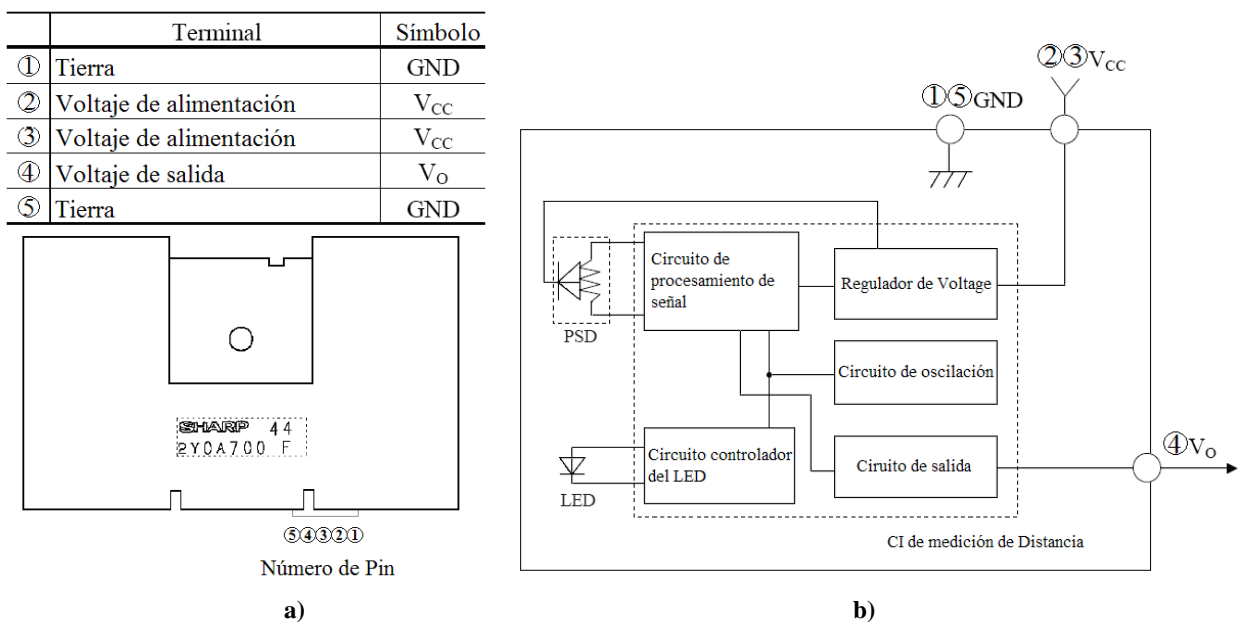 Terminal Símbolo
① Tierra GND
② Voltaje de alimentación VCC
③ Voltaje de alimentación VCC
④ Voltaje de salida VO
⑤ Tierra GND
SHARP 44
2Y0A700 F
⑤④③②①
Número de Pin
a)
②③VCC
①⑤GND
Circuito de
procesamiento de
señal
Regulador de Voltage
PSD
Circuito de oscilación
Circuito controlador
del LED
Ciruito de salida
④VO
LED
CI de medición de Distancia
b)